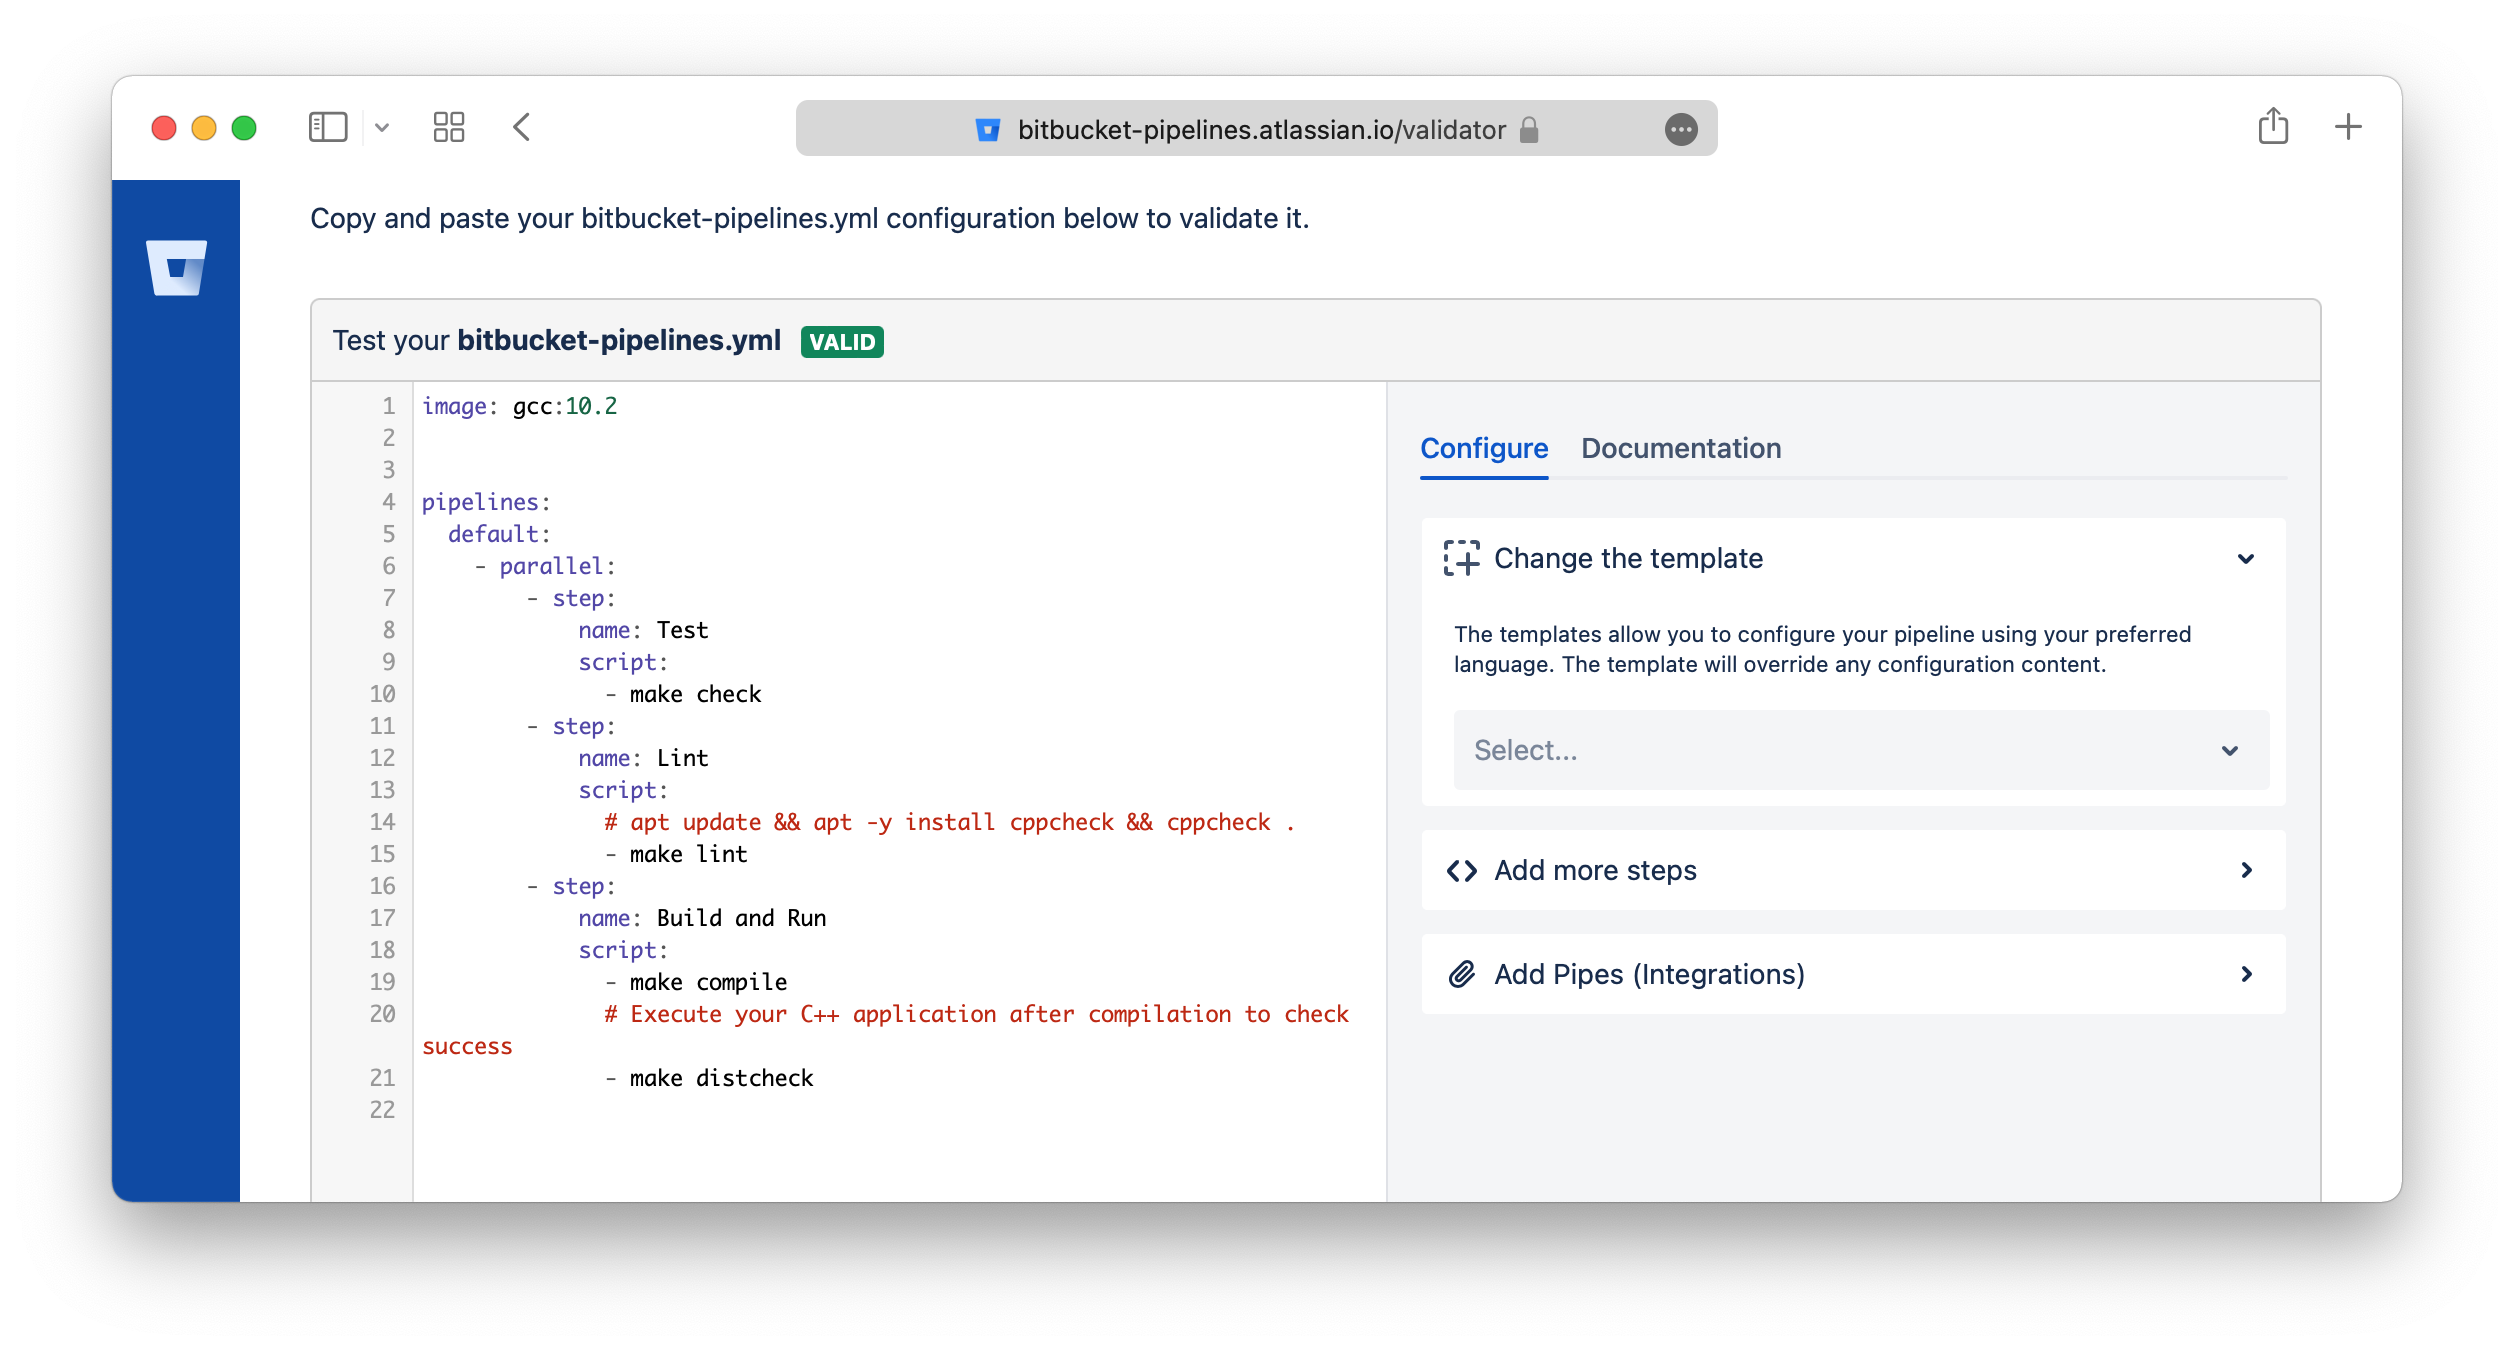 bitbucket-pipelines.atlassian.io/validator
Copy and paste your bitbucket-pipelines.yml configuration below to validate it.
Test your bitbucket-pipelines.yml VALID
1 image: gcc:10.2
2
3
4 pipelines:
5   default:
6     - parallel:
7         - step:
8             name: Test
9             script:
10               - make check
11         - step:
12             name: Lint
13             script:
14               # apt update && apt -y install cppcheck && cppcheck .
15               - make lint
16         - step:
17             name: Build and Run
18             script:
19               - make compile
20               # Execute your C++ application after compilation to check
success
21               - make distcheck
22
Configure Documentation
Change the template
The templates allow you to configure your pipeline using your preferred
language. The template will override any configuration content.
Select...
Add more steps
Add Pipes (Integrations)